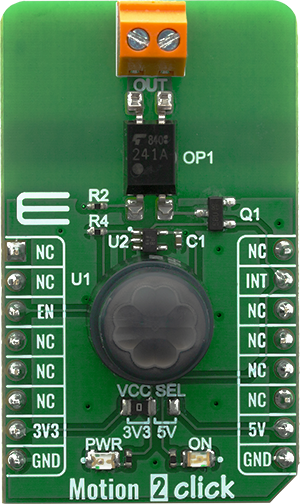 OUT
840
241A
OP1
R2
Q1
R4
U2
C1
NC
NC
U1
NC
INT
EN
NC
NC
NC
NC
NC
VCC SEL
NC
NC
3V3
3V3
5V
5V
GND
PWR
ON
GND
Motion 2 click